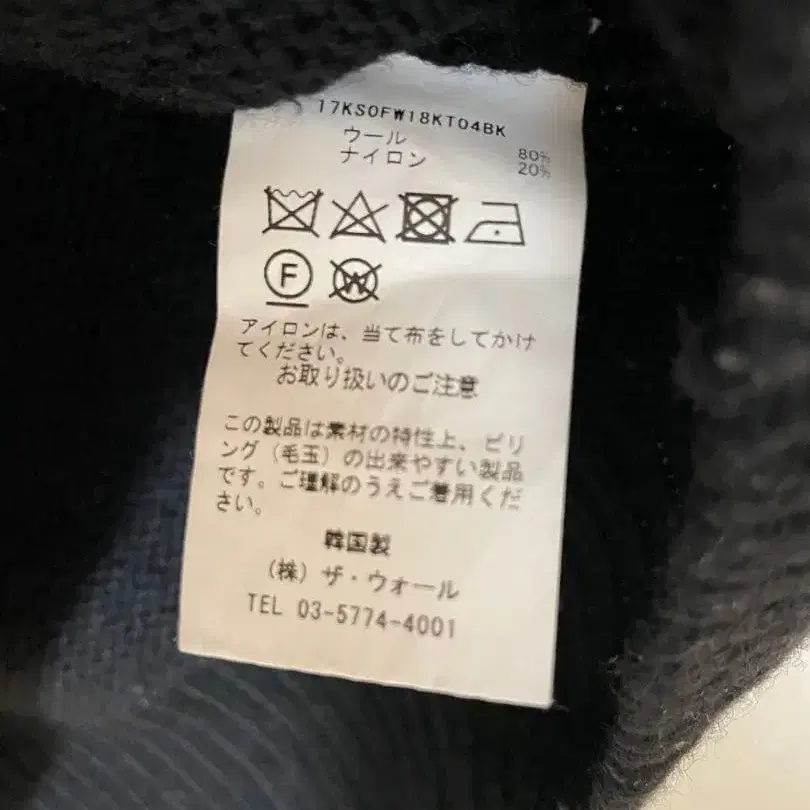 17KS0FW18KT04BK
ウール 80%
ナイロン 20%
F
W
アイロンは、当て布をしてかけ
てください。
お取り扱いのご注意
この製品は素材の特性上、ピリ
ング(毛玉)の出来やすい製品
です。ご理解のうえご着用くだ
さい。
韓国製
(株) ザ・ウォール
TEL 03-5774-4001